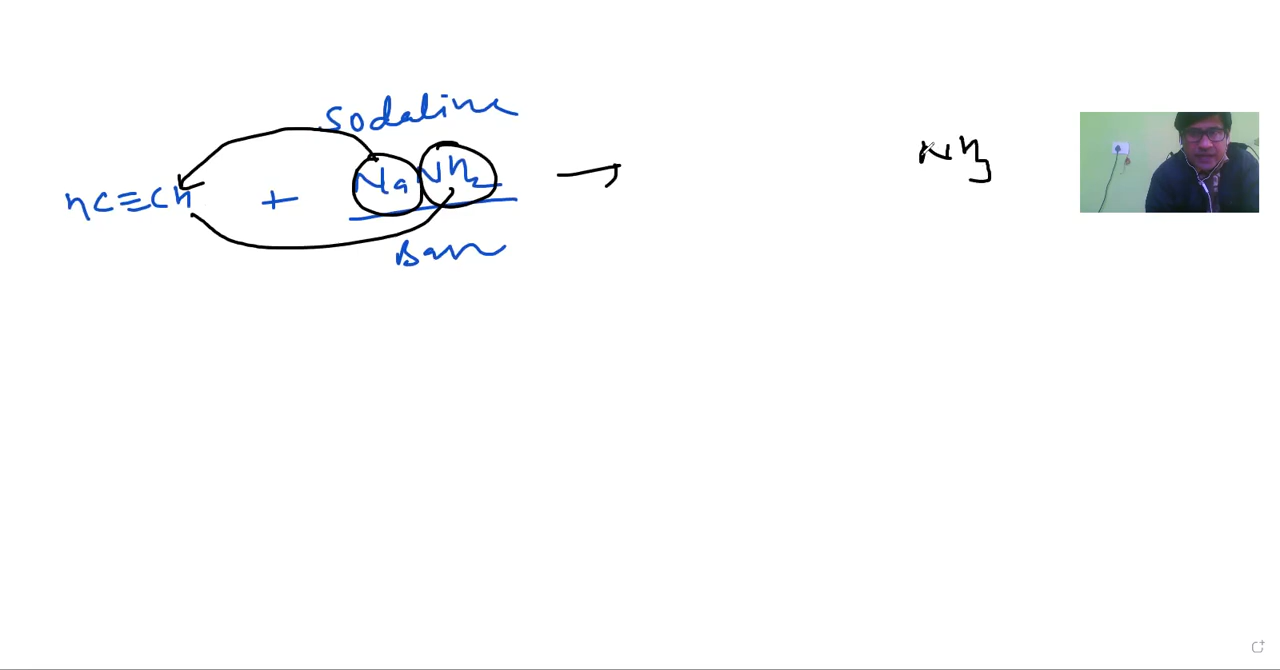 Sodaline
HC≡CH + NaNH2 → NH3
Base